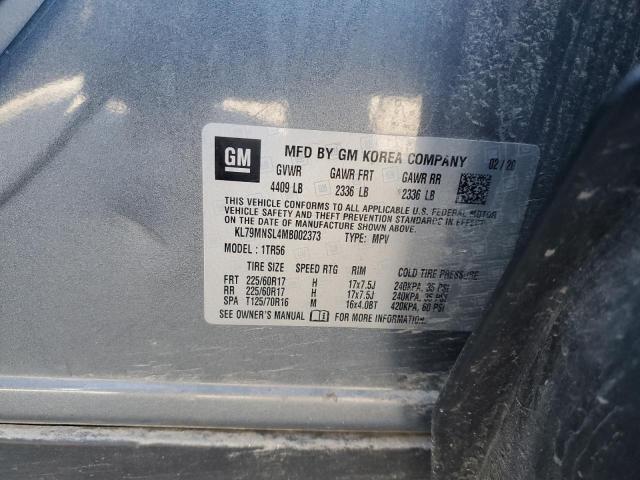 GM MFD BY GM KOREA COMPANY 02/20
GVWR GAWR FRT GAWR RR
4409 LB 2336 LB 2336 LB
THIS VEHICLE CONFORMS TO ALL APPLICABLE U.S. FEDERAL MOTOR
VEHICLE SAFETY AND THEFT PREVENTION STANDARDS IN EFFECT
ON THE DATE OF MANUFACTURE SHOWN ABOVE.
KL79MNSL4MB002373 TYPE: MPV
MODEL: 1TR56
TIRE SIZE SPEED RTG RIM COLD TIRE PRESSURE
FRT 225/60R17 H 17x7.5J 240KPA, 35 PSI
RR 225/60R17 H 17x7.5J 240KPA, 35 PSI
SPA T125/70R16 M 16x4.0BT 420KPA, 60 PSI
SEE OWNER'S MANUAL FOR MORE INFORMATION